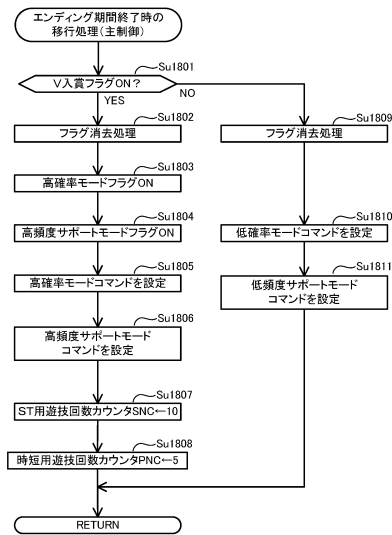 エンディング期間終了時の
移行処理(主制御)
Su1801
V入賞フラグON?
YES
NO
Su1802
フラグ消去処理
Su1803
高確率モードフラグON
Su1804
高頻度サポートモードフラグON
Su1805
高確率モードコマンドを設定
Su1806
高頻度サポートモード
コマンドを設定
Su1807
ST用遊技回数カウンタSNC←10
Su1808
時短用遊技回数カウンタPNC←5
Su1809
フラグ消去処理
Su1810
低確率モードコマンドを設定
Su1811
低頻度サポートモード
コマンドを設定
RETURN